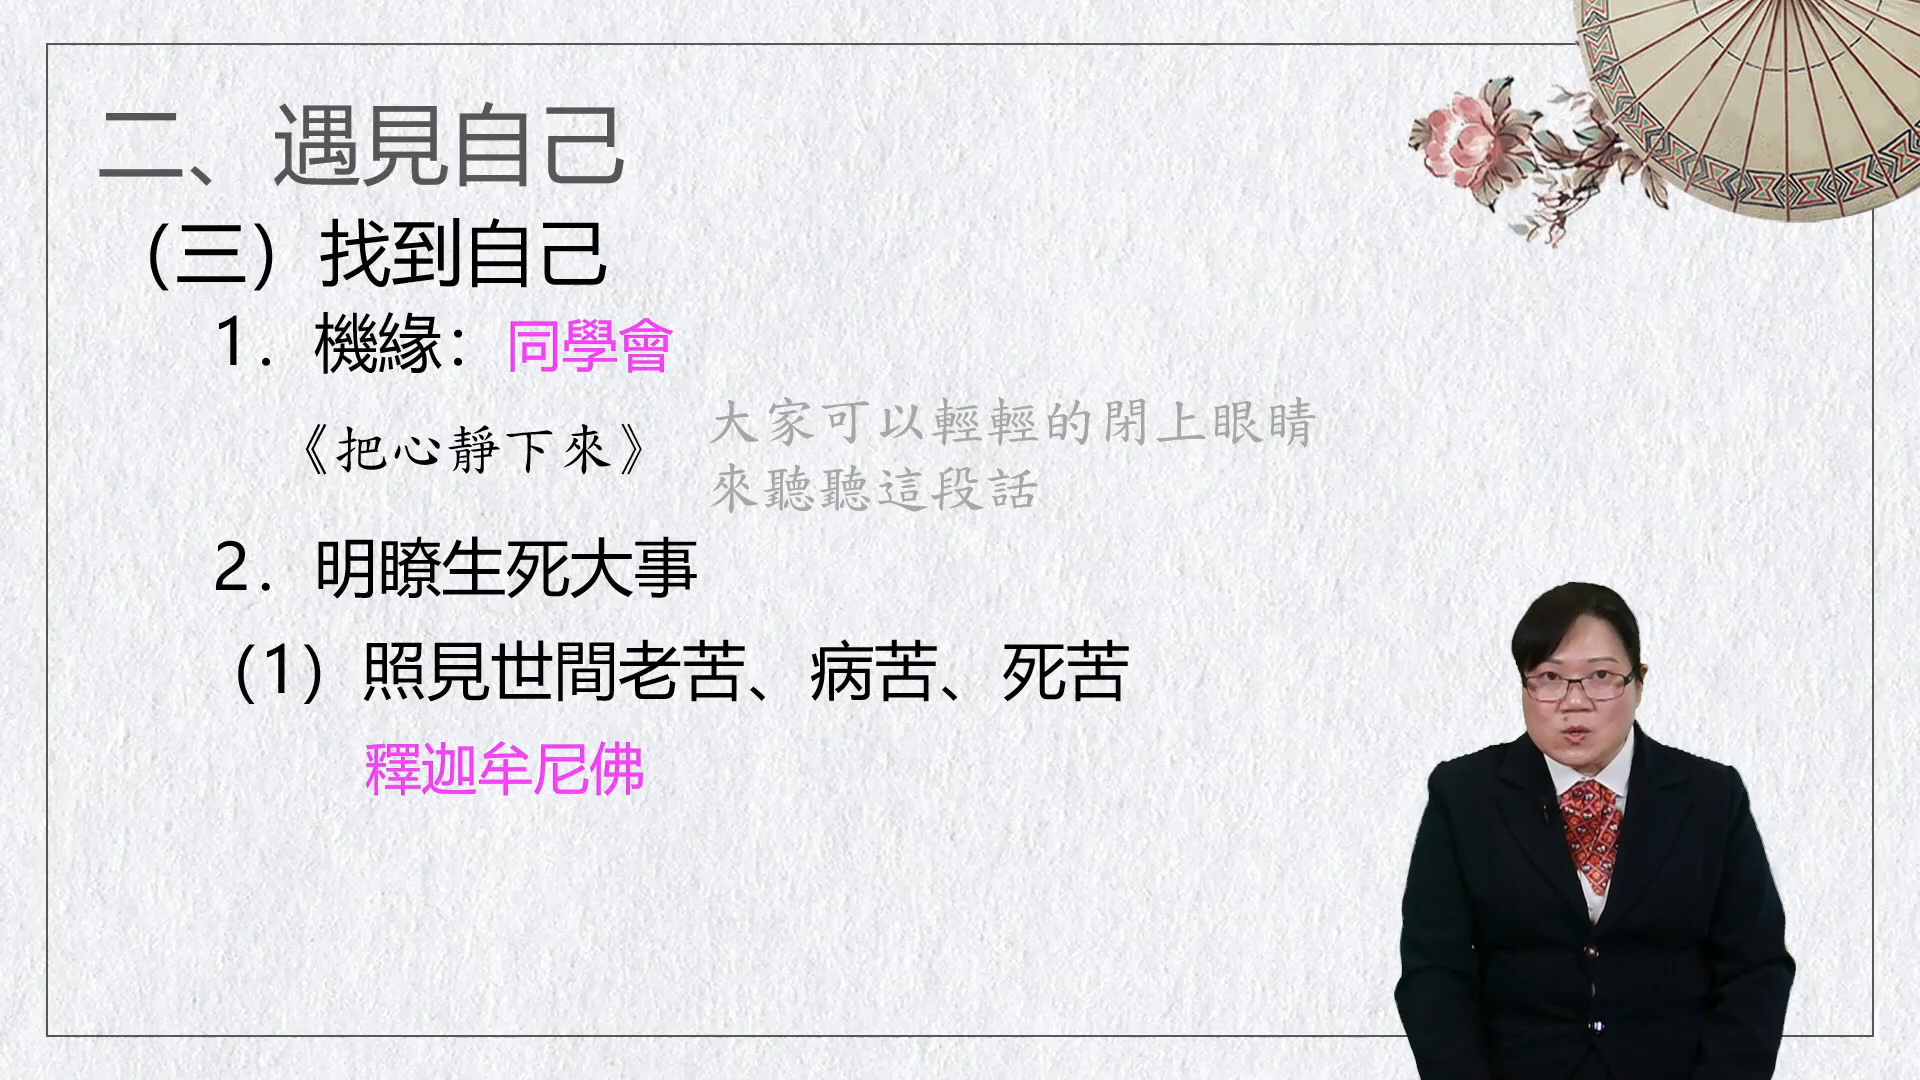 二、遇見自己
（三）找到自己
1．機緣：同學會
《把心靜下來》
大家可以輕輕的閉上眼睛
來聽聽這段話
2．明瞭生死大事
（1）照見世間老苦、病苦、死苦
釋迦牟尼佛